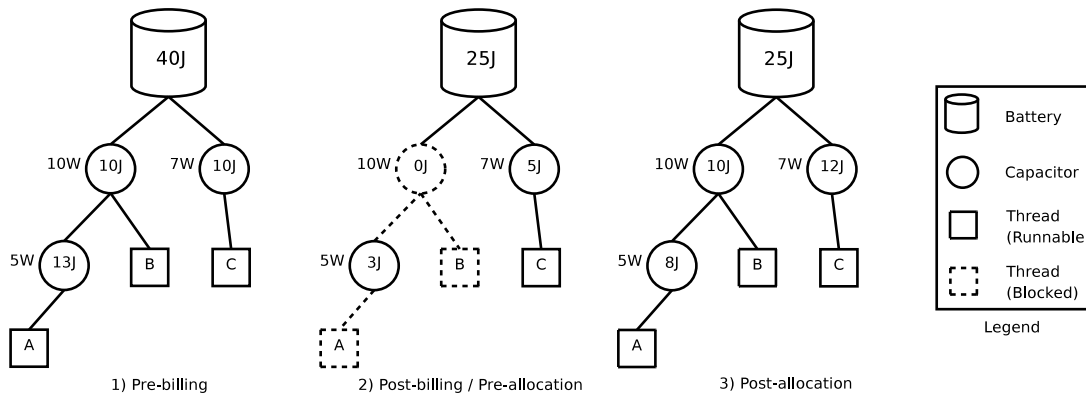 40J
10W
10J
7W
10J
5W
13J
B
C
A
1) Pre-billing
25J
10W
0J
7W
5J
5W
3J
B
C
A
2) Post-billing / Pre-allocation
25J
10W
10J
7W
12J
5W
8J
B
C
A
3) Post-allocation
Battery
Capacitor
Thread
(Runnable
Thread
(Blocked)
Legend